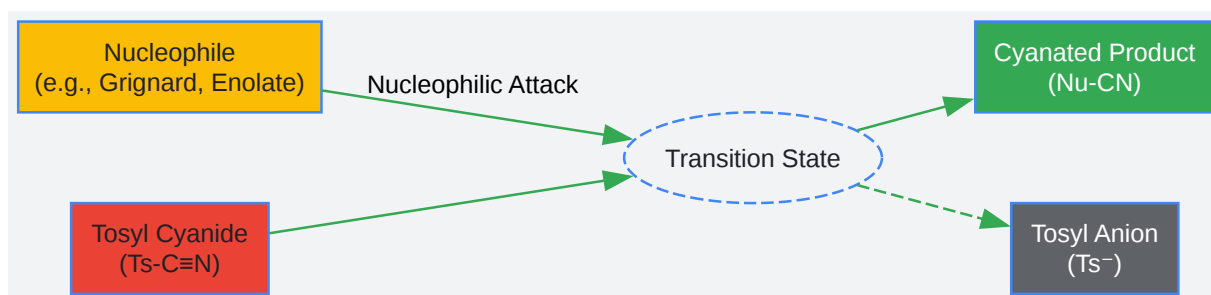 Nucleophile
(e.g., Grignard, Enolate)
Nucleophilic Attack
Transition State
Cyanated Product
(Nu-CN)
Tosyl Cyanide
(Ts-C≡N)
Tosyl Anion
(Ts⁻)